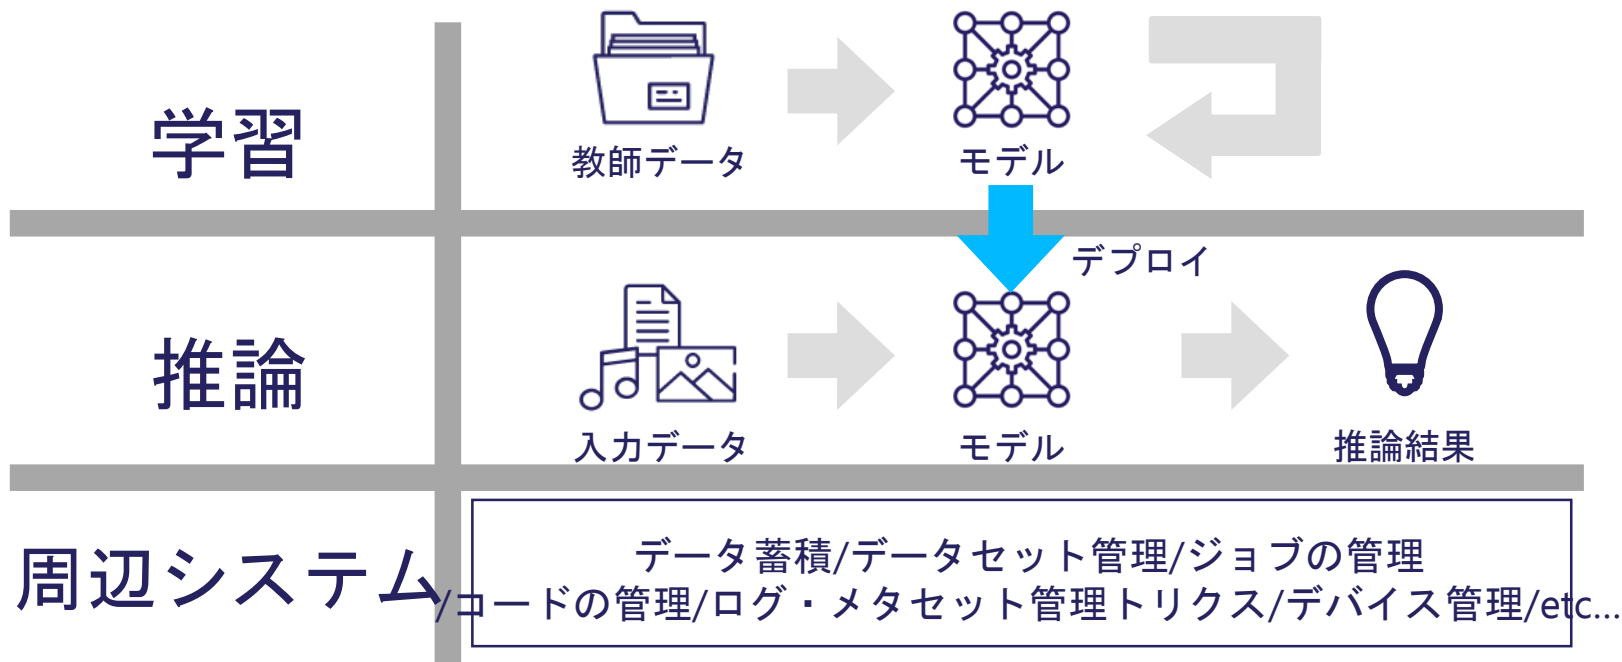 学習
教師データ
モデル
デプロイ
推論
入力データ
モデル
推論結果
周辺システム
データ蓄積/データセット管理/ジョブの管理
/コードの管理/ログ・メタセット管理トリクス/デバイス管理/etc...